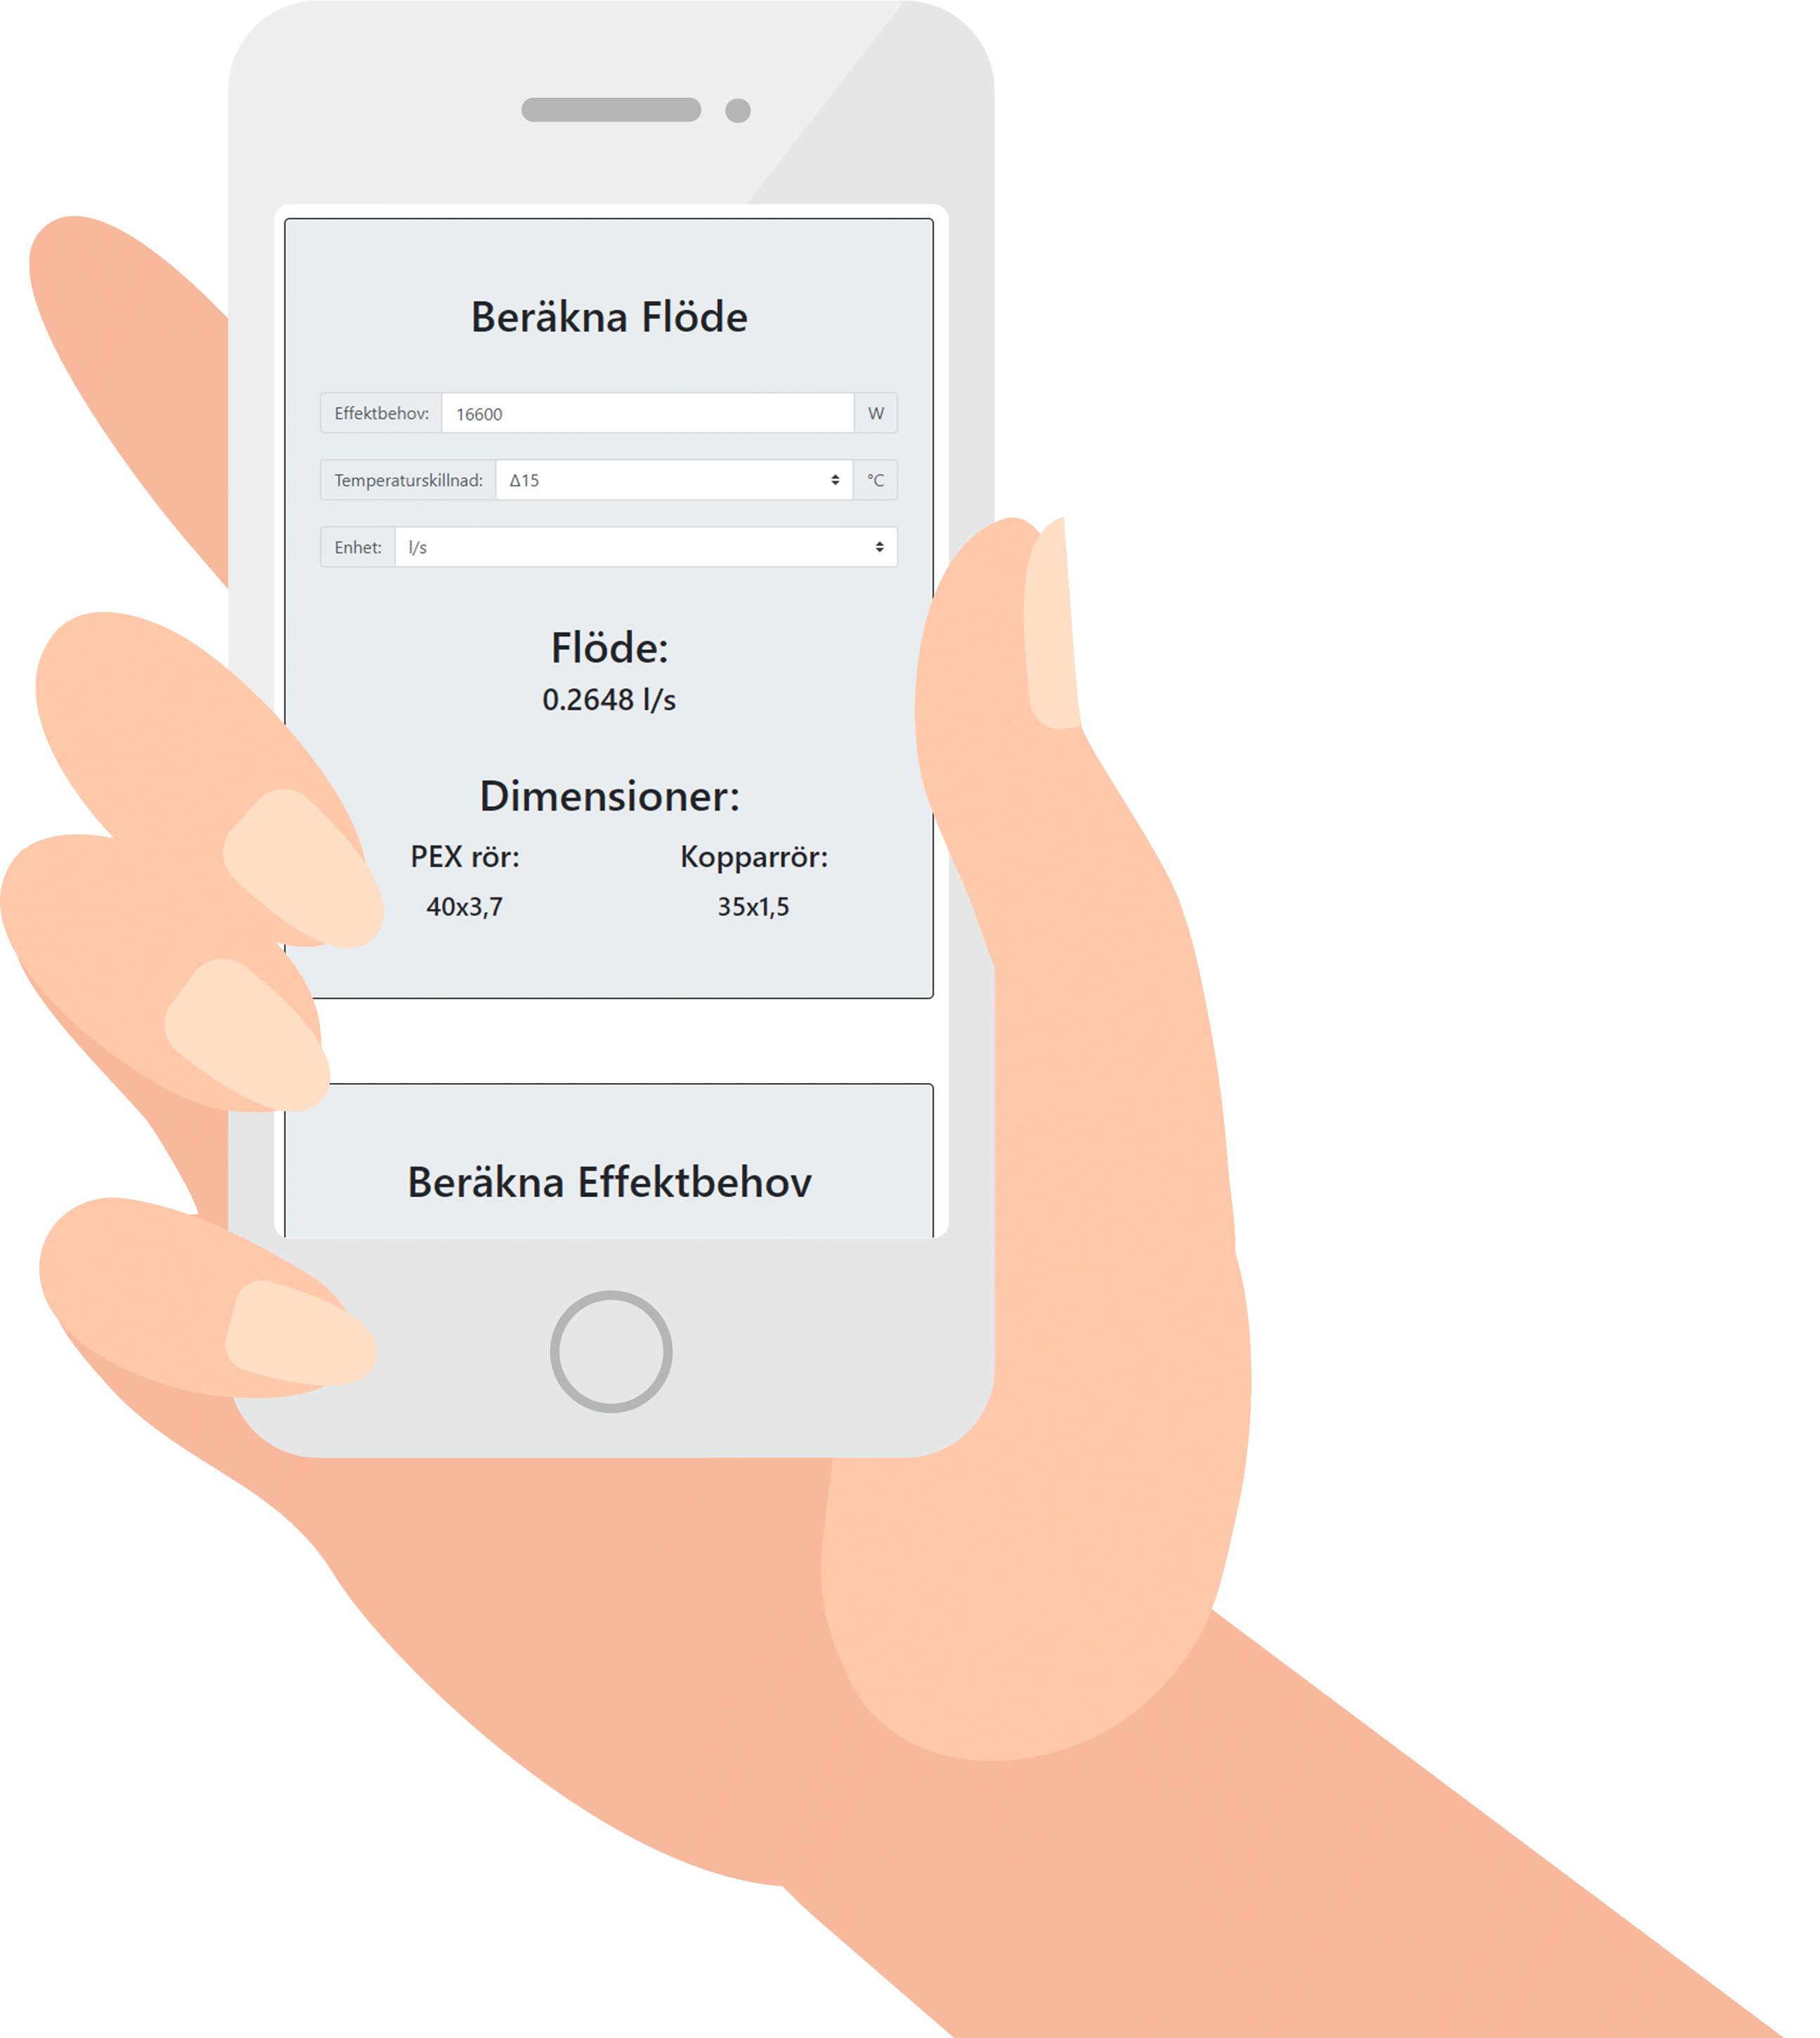 Beräkna Flöde
Effektbehov: 16600 W
Temperaturskillnad: Δ15 °C
Enhet: l/s
Flöde:
0.2648 l/s
Dimensioner:
PEX rör: Kopparrör:
40x3,7 35x1,5
Beräkna Effektbehov